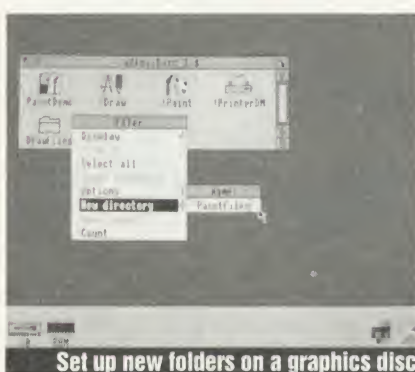 PaintDemo !Draw !Paint !PrinterDM
Filer
Display
Select all
Options Name:
New directory PaintFiles
Count
Set up new folders on a graphics disc